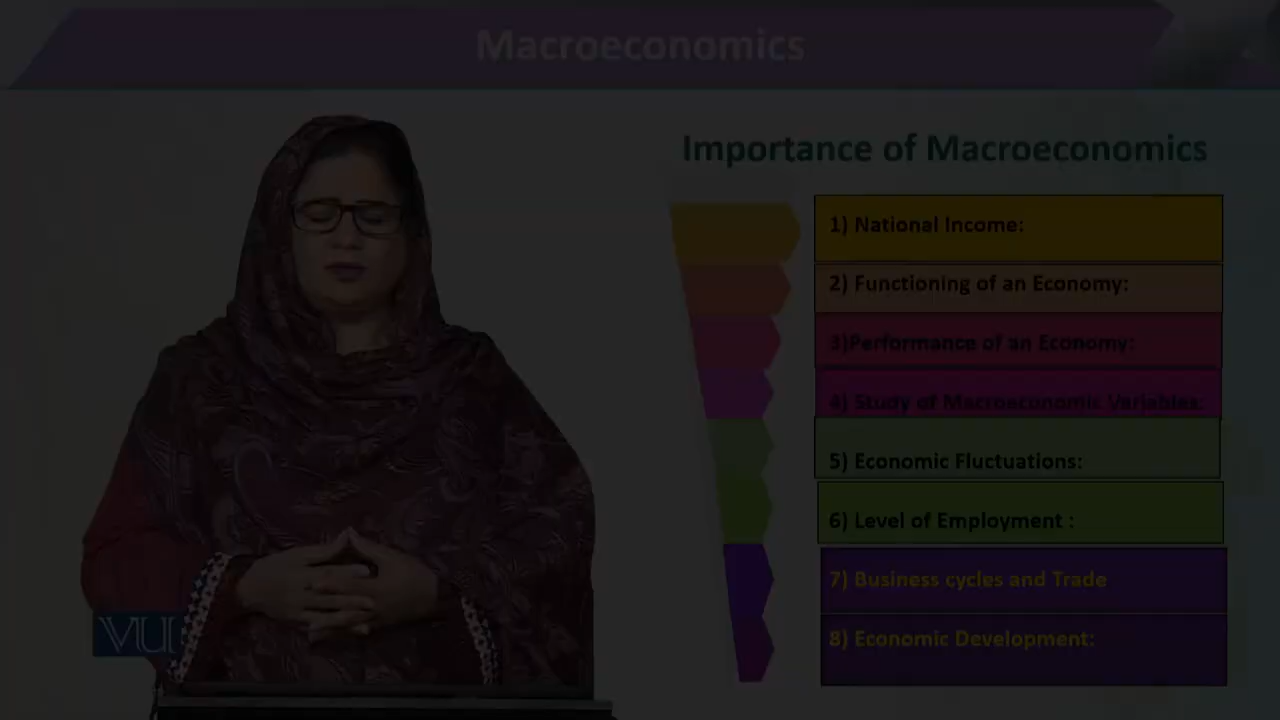 Macroeconomics
Importance of Macroeconomics
1) National Income:
2) Functioning of an Economy:
3)Performance of an Economy:
4) Study of Macroeconomic Variables:
5) Economic Fluctuations:
6) Level of Employment :
7) Business cycles and Trade
8) Economic Development:
VU